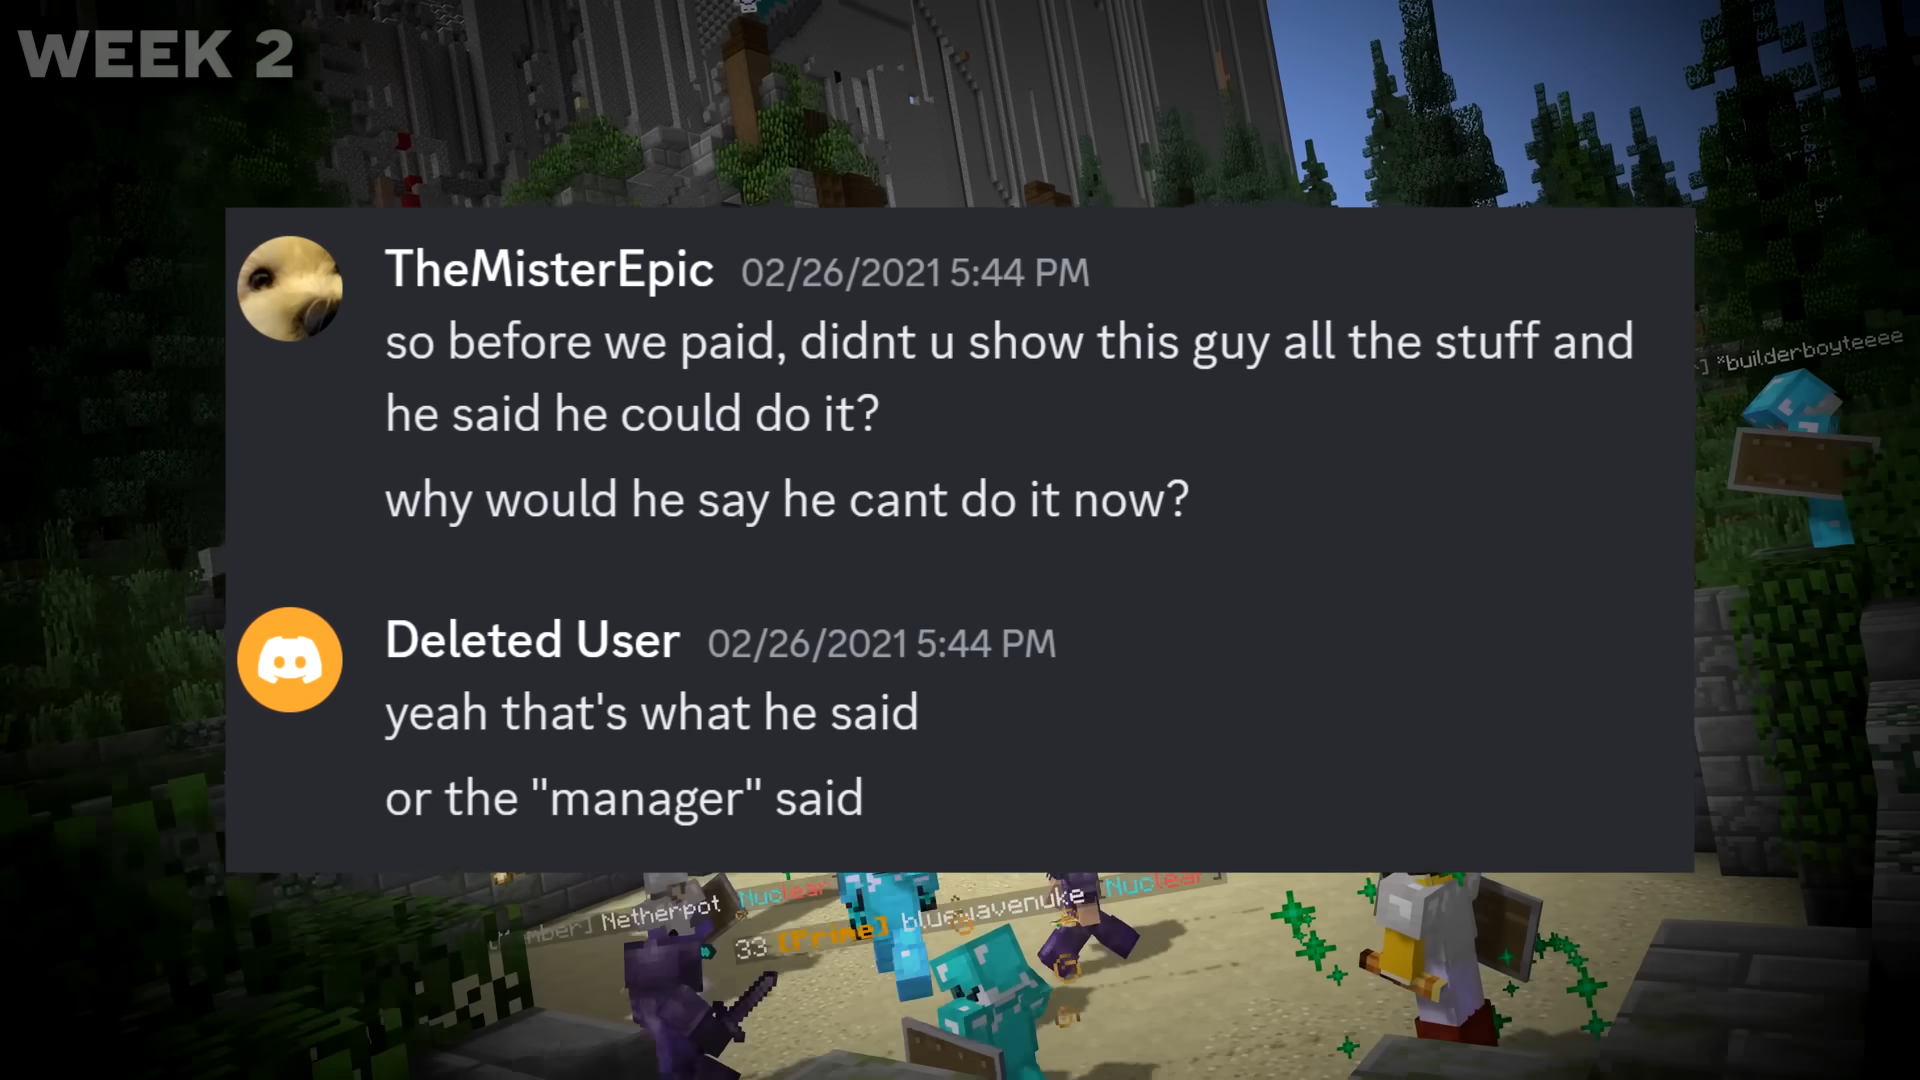 WEEK 2
TheMisterEpic 02/26/2021 5:44 PM
so before we paid, didnt u show this guy all the stuff and
he said he could do it?
why would he say he cant do it now?
*builderboyteeee
Deleted User 02/26/2021 5:44 PM
yeah that's what he said
or the "manager" said
Netherpot Nuclear
33 [Prime] bluewavenuke [Nuclear]